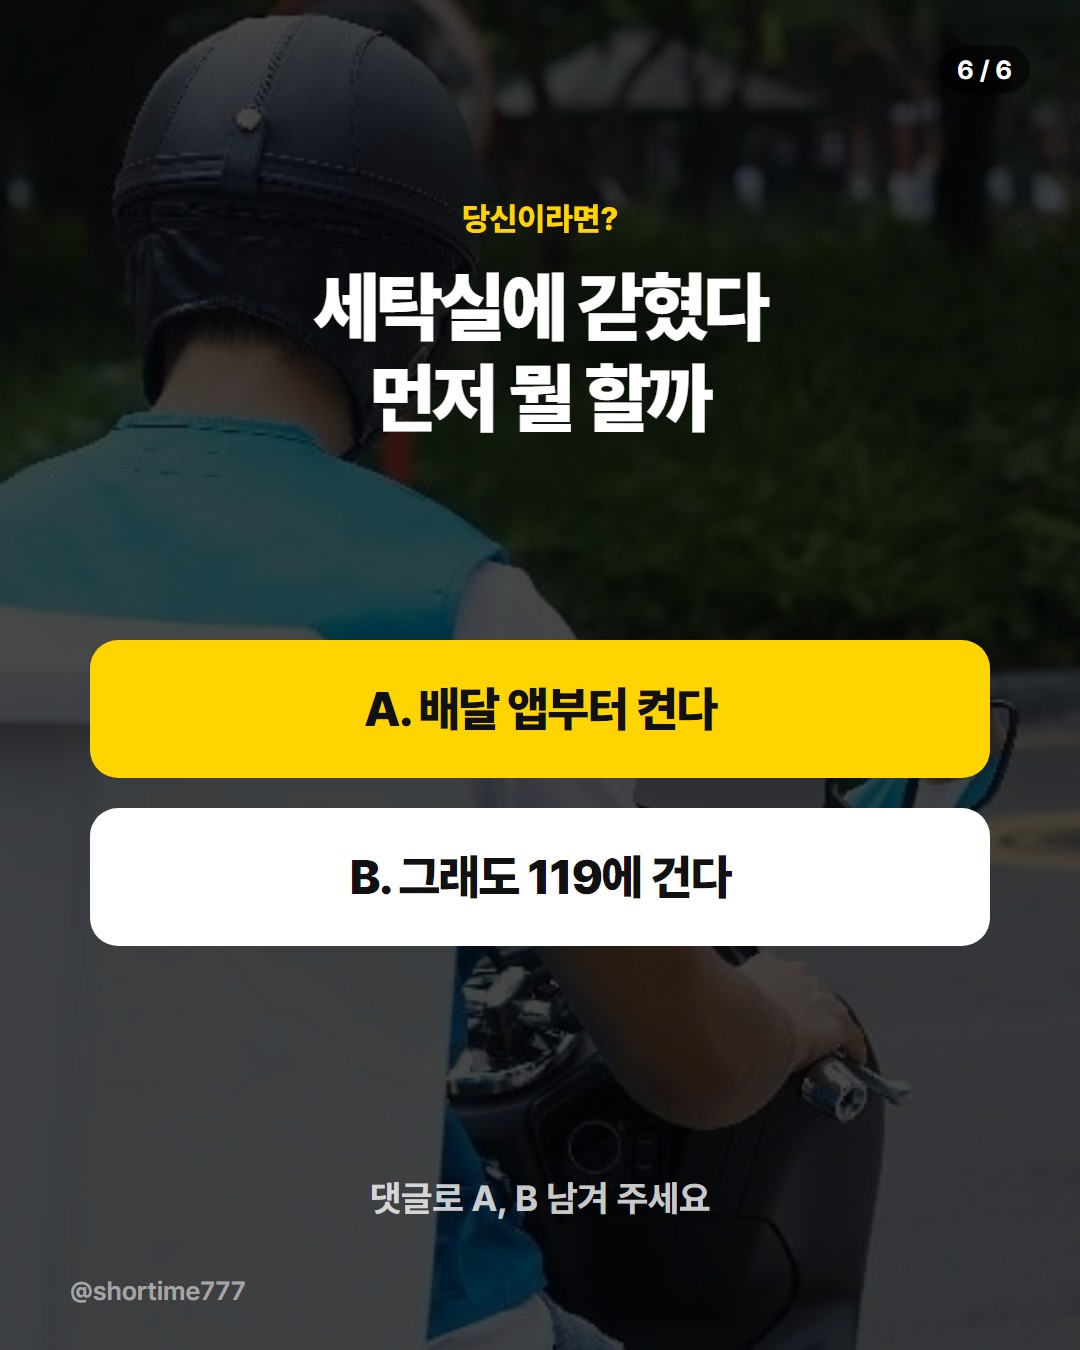 6 / 6
당신이라면?
세탁실에 갇혔다
먼저 뭘 할까
A. 배달 앱부터 켠다
B. 그래도 119에 건다
댓글로 A, B 남겨 주세요
@shortime777